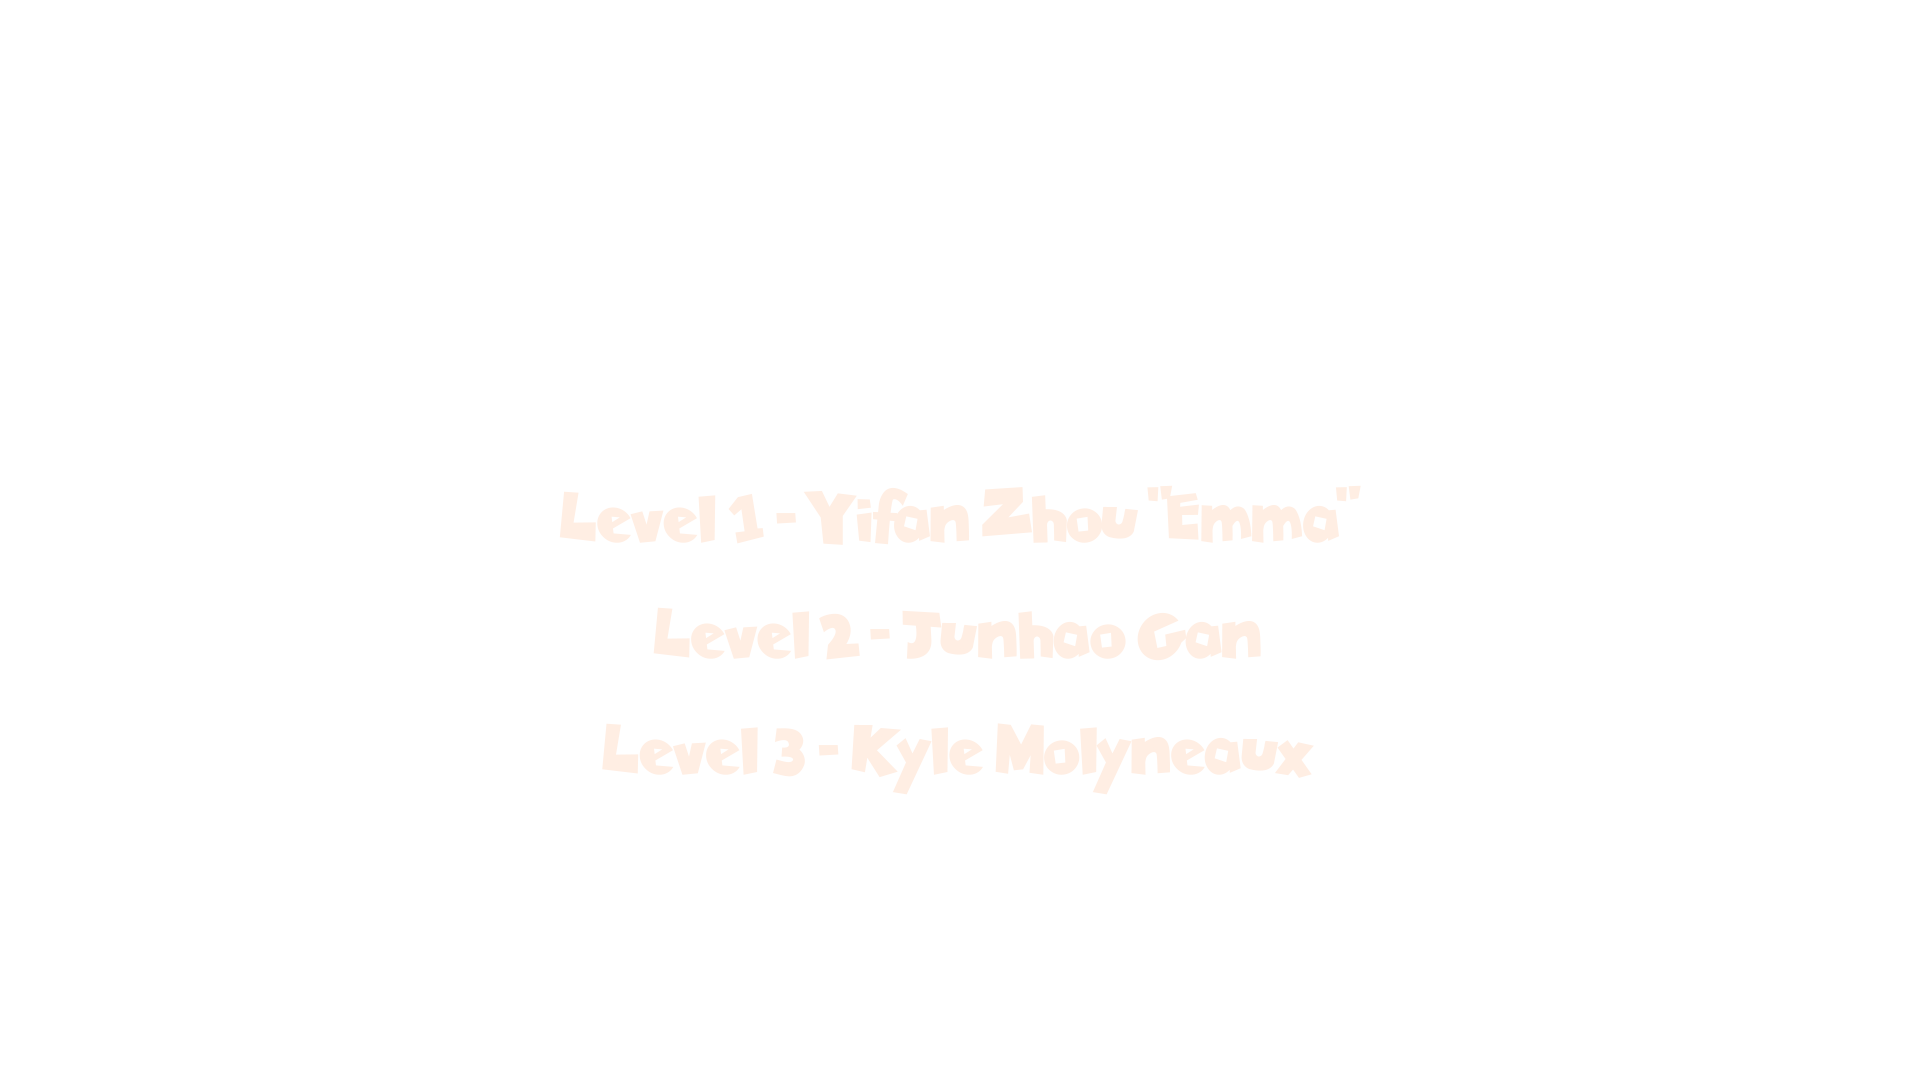 Level 1 - Yifan Zhou "Emma"
Level 2 - Junhao Gan
Level 3 - Kyle Molyneaux